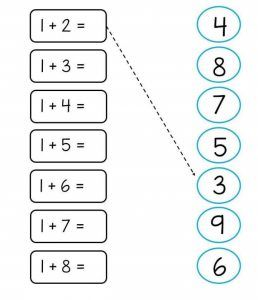 1 + 2 = 4
1 + 3 = 8
1 + 4 = 7
1 + 5 = 5
1 + 6 = 3
1 + 7 = 9
1 + 8 = 6